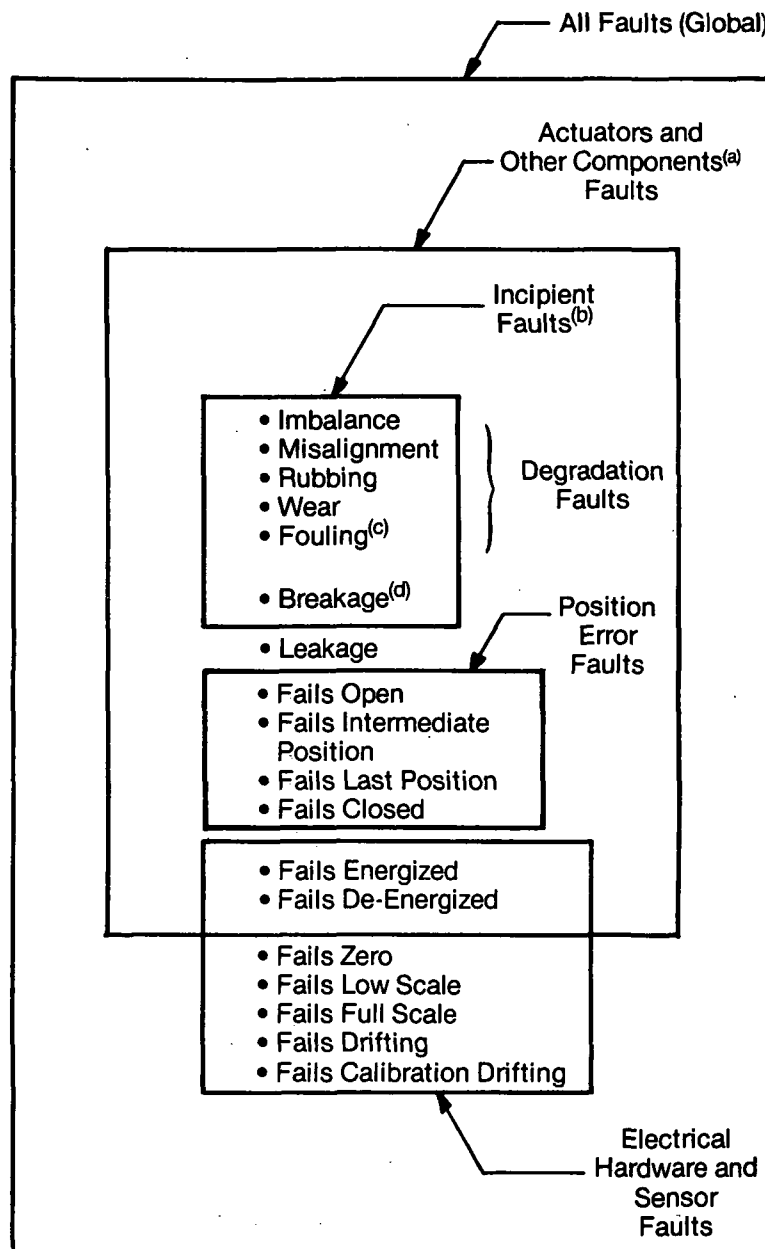 All Faults (Global)
Actuators and
Other Components(a)
Faults
Incipient
Faults(b)
• Imbalance
• Misalignment
• Rubbing
• Wear
• Fouling(c)
• Breakage(d)
Degradation
Faults
• Leakage
Position
Error
Faults
• Fails Open
• Fails Intermediate
Position
• Fails Last Position
• Fails Closed
• Fails Energized
• Fails De-Energized
• Fails Zero
• Fails Low Scale
• Fails Full Scale
• Fails Drifting
• Fails Calibration Drifting
Electrical
Hardware and
Sensor
Faults